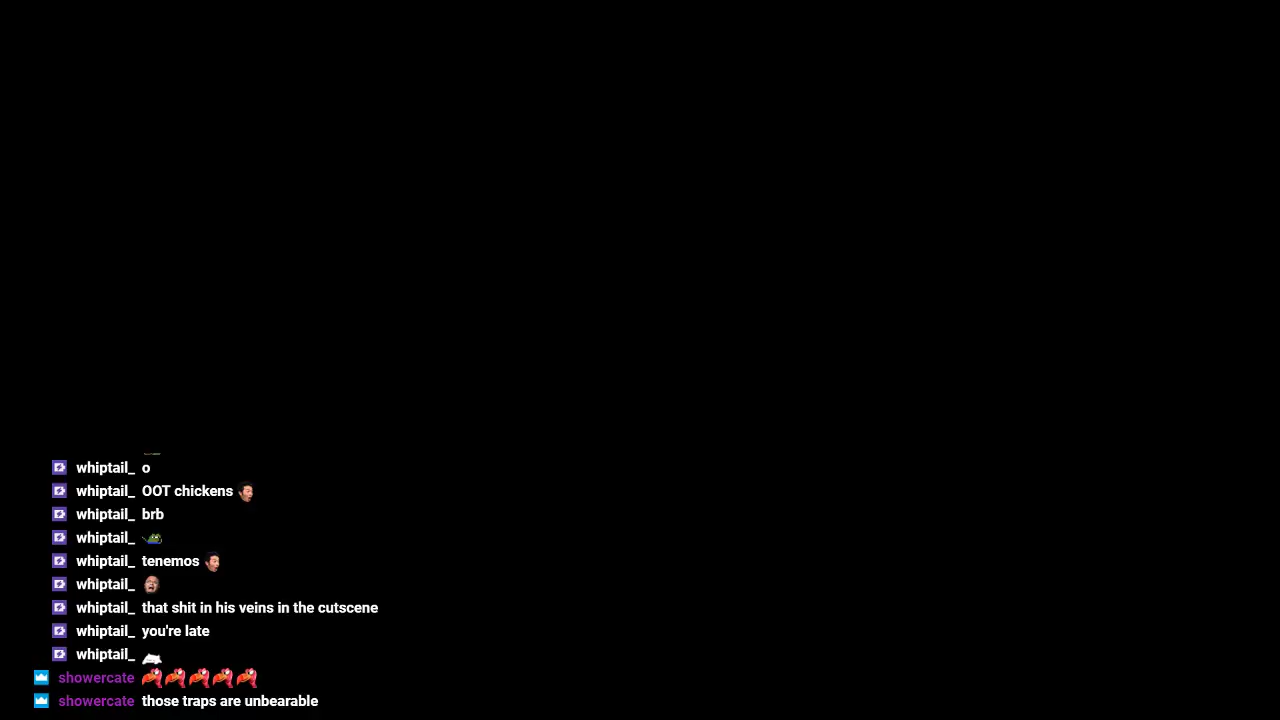 whiptail_ o
whiptail_ OOT chickens
whiptail_ brb
whiptail_
whiptail_ tenemos
whiptail_
whiptail_ that shit in his veins in the cutscene
whiptail_ you're late
whiptail_
showercate
showercate those traps are unbearable